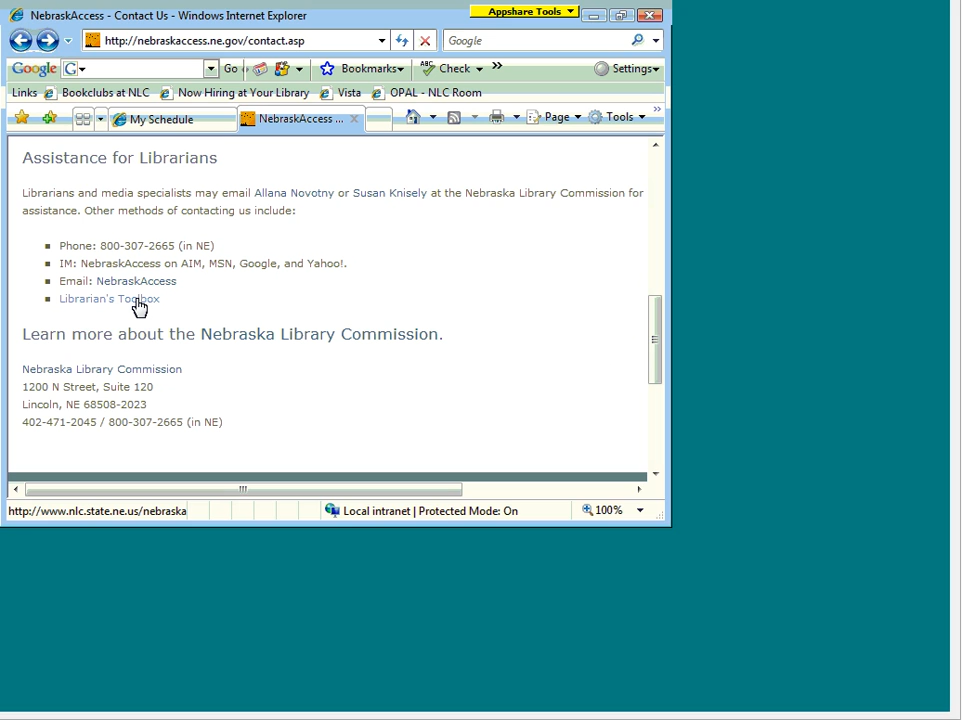 NebraskAccess - Contact Us - Windows Internet Explorer
Appshare Tools
http://nebraskaccess.ne.gov/contact.asp
Google
Google
G
Go
Bookmarks
ABC
Check
»
Settings
Links
Bookclubs at NLC
Now Hiring at Your Library
Vista
OPAL - NLC Room
My Schedule
NebraskAccess ...
Page
Tools
»
Assistance for Librarians
Librarians and media specialists may email Allana Novotny or Susan Knisely at the Nebraska Library Commission for
assistance. Other methods of contacting us include:
Phone: 800-307-2665 (in NE)
IM: NebraskAccess on AIM, MSN, Google, and Yahoo!.
Email: NebraskAccess
Librarian's Toolbox
Learn more about the Nebraska Library Commission.
Nebraska Library Commission
1200 N Street, Suite 120
Lincoln, NE 68508-2023
402-471-2045 / 800-307-2665 (in NE)
http://www.nlc.state.ne.us/nebraska
Local intranet | Protected Mode: On
100%